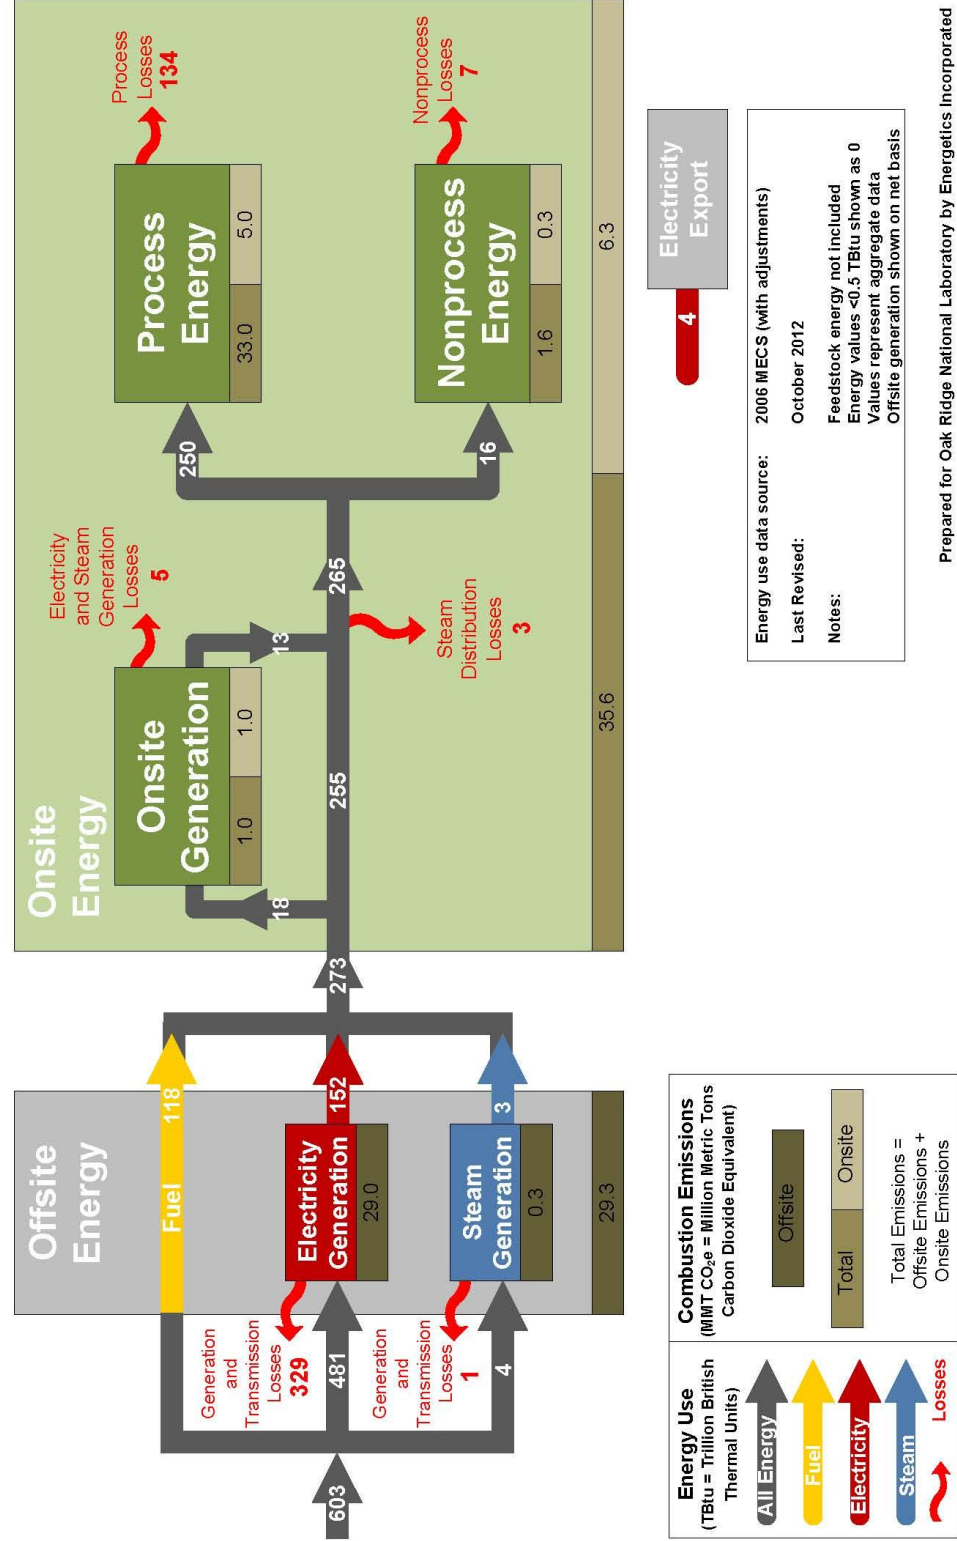 Offsite
Energy
Onsite
Energy
603
Fuel
118
Generation
and
Transmission
Losses
329
481
Electricity
Generation
29.0
152
Generation
and
Transmission
Losses
1
4
Steam
Generation
0.3
3
29.3
273
18
Onsite
Generation
1.0
1.0
Electricity
and Steam
Generation
Losses
5
13
255
265
Steam
Distribution
Losses
3
250
Process
Energy
33.0
5.0
Process
Losses
134
16
Nonprocess
Energy
1.6
0.3
Nonprocess
Losses
7
35.6
6.3
Energy Use
(TBtu = Trillion British
Thermal Units)
All Energy
Fuel
Electricity
Steam
Losses
Combustion Emissions
(MMT CO₂e = Million Metric Tons
Carbon Dioxide Equivalent)
Offsite
Total
Onsite
Total Emissions =
Offsite Emissions +
Onsite Emissions
4
Electricity
Export
Energy use data source: 2006 MECS (with adjustments)
Last Revised: October 2012
Notes: Feedstock energy not included
Energy values <0.5 TBtu shown as 0
Values represent aggregate data
Offsite generation shown on net basis
Prepared for Oak Ridge National Laboratory by Energetics Incorporated